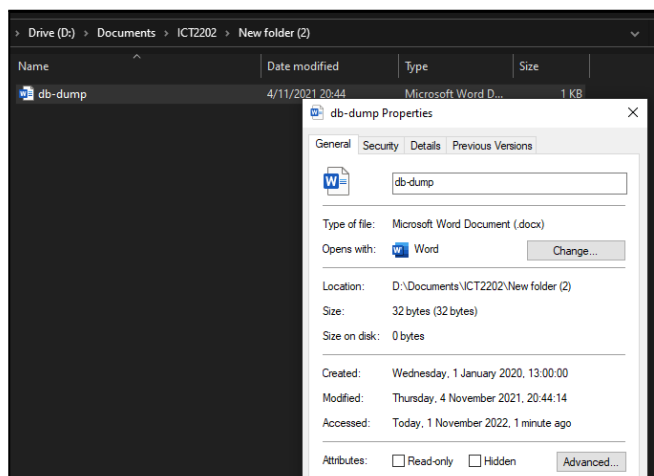 › Drive (D:) › Documents › ICT2202 › New folder (2)
Name Date modified Type Size
db-dump 4/11/2021 20:44 Microsoft Word D... 1 KB
db-dump Properties
General Security Details Previous Versions
db-dump
Type of file: Microsoft Word Document (.docx)
Opens with: Word Change...
Location: D:\Documents\ICT2202\New folder (2)
Size: 32 bytes (32 bytes)
Size on disk: 0 bytes
Created: Wednesday, 1 January 2020, 13:00:00
Modified: Thursday, 4 November 2021, 20:44:14
Accessed: Today, 1 November 2022, 1 minute ago
Attributes: Read-only Hidden Advanced...